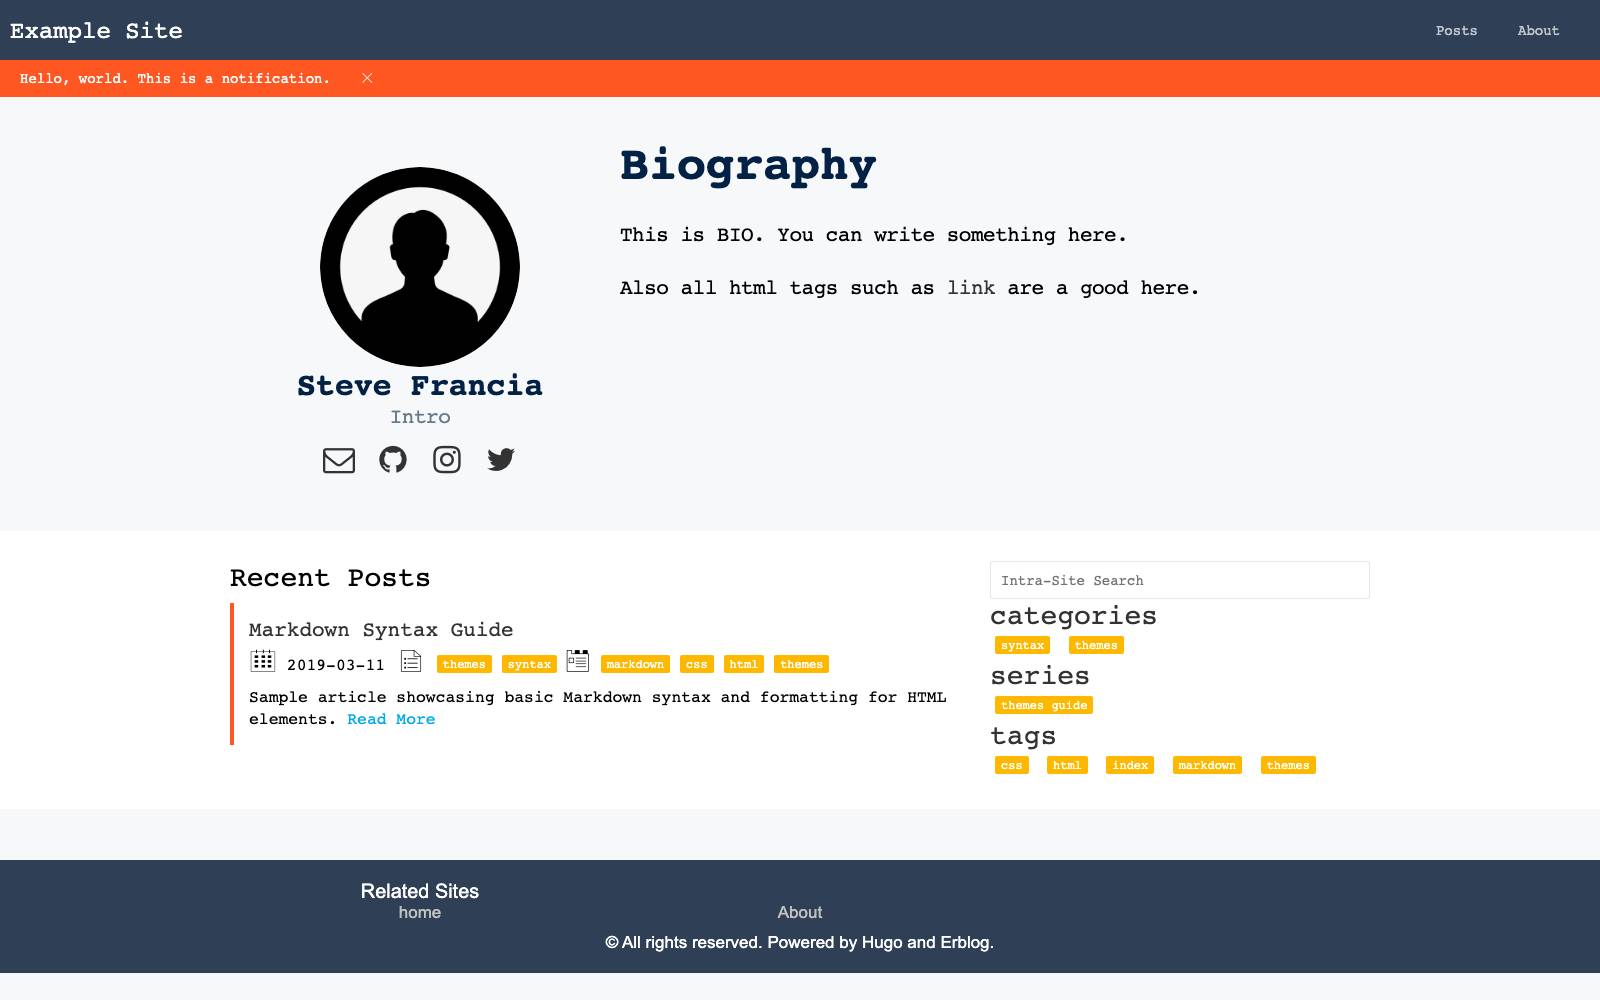 Example Site
Posts About
Hello, world. This is a notification.
Biography
This is BIO. You can write something here.
Also all html tags such as link are a good here.
Steve Francia
Intro
Recent Posts
Markdown Syntax Guide
2019-03-11 themes syntax markdown css html themes
Sample article showcasing basic Markdown syntax and formatting for HTML
elements. Read More
Intra-Site Search
categories
syntax themes
series
themes guide
tags
css html index markdown themes
Related Sites
home About
© All rights reserved. Powered by Hugo and Erblog.